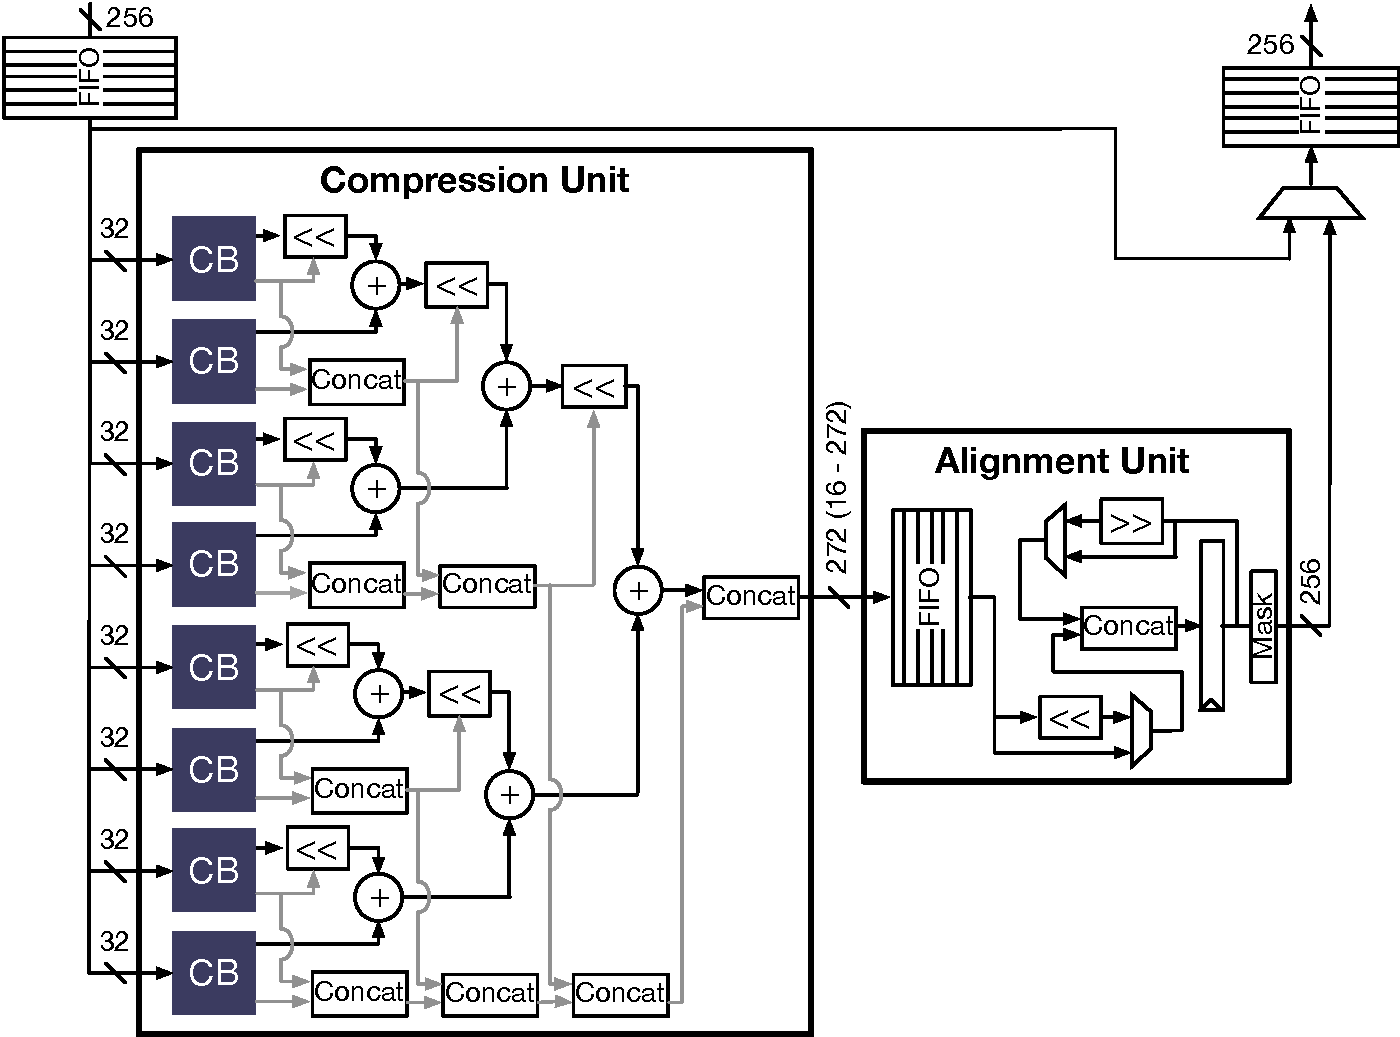 256
FIFO
256
FIFO
Compression Unit
32
CB
<<
+
<<
32
CB
Concat
+
<<
32
CB
<<
+
32
CB
Concat
Concat
+
Concat
272 (16 - 272)
32
CB
<<
+
<<
32
CB
Concat
+
32
CB
<<
+
32
CB
Concat
Concat
Concat
Alignment Unit
FIFO
>>
Concat
<<
Mask
256